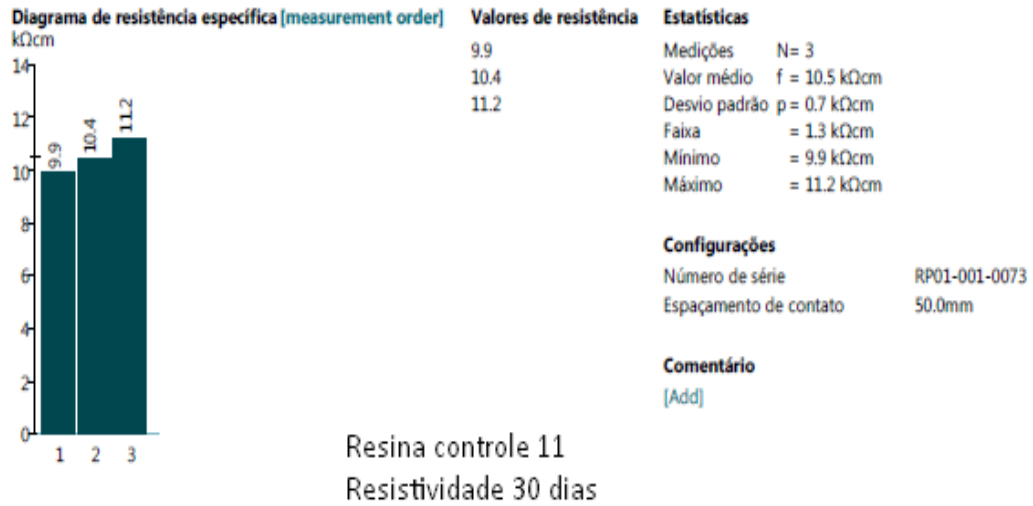 Diagrama de resistência específica [measurement order]
kΩcm
14
12
10
8
6
4
2
0
9.9
10.4
11.2
1 2 3
Valores de resistência
9.9
10.4
11.2
Estatísticas
Medições N= 3
Valor médio f = 10.5 kΩcm
Desvio padrão p = 0.7 kΩcm
Faixa = 1.3 kΩcm
Mínimo = 9.9 kΩcm
Máximo = 11.2 kΩcm
Configurações
Número de série RP01-001-0073
Espaçamento de contato 50.0mm
Comentário
[Add]
Resina controle 11
Resistividade 30 dias